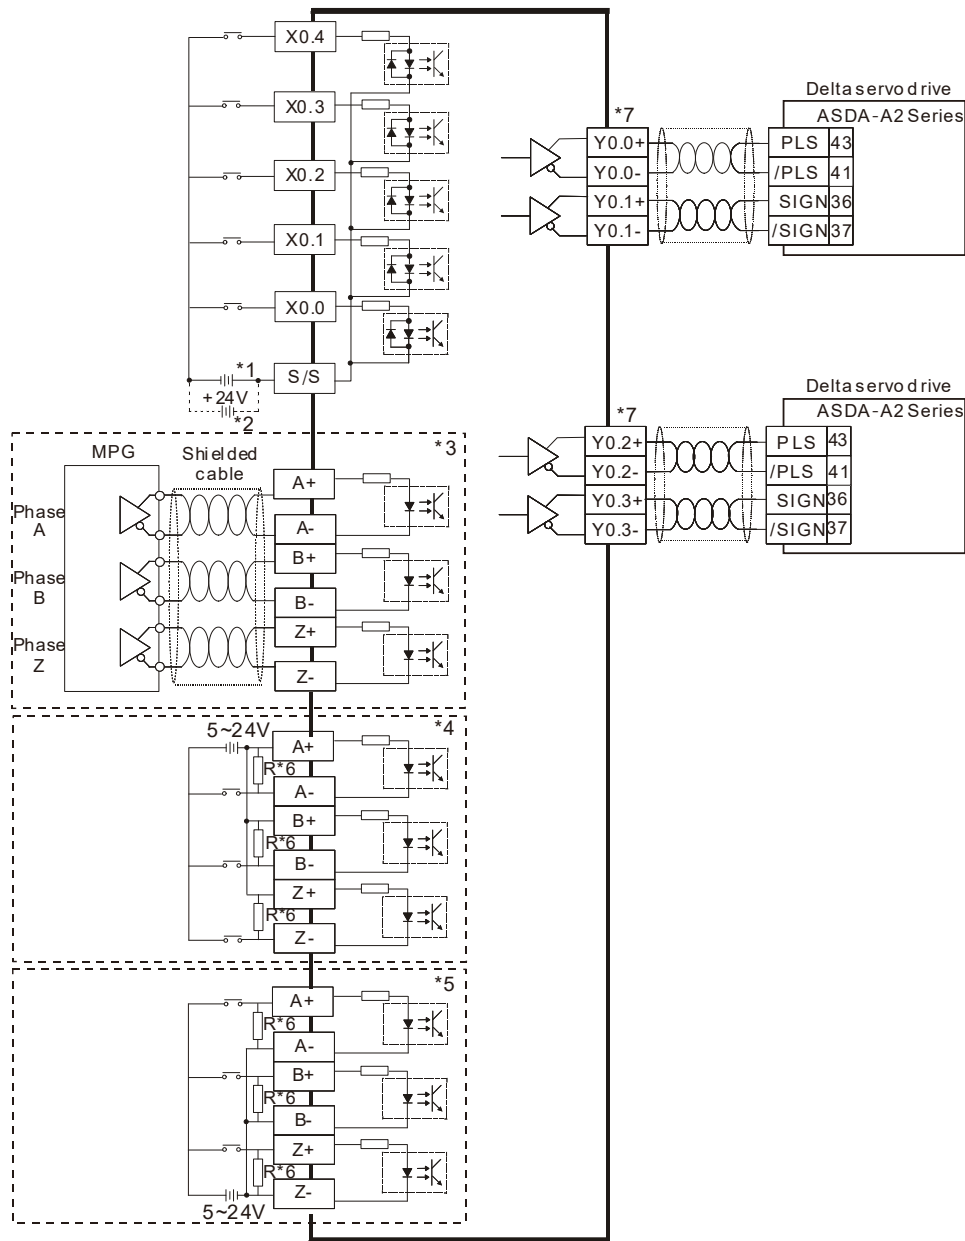 X0.4
X0.3
X0.2
X0.1
X0.0
*1
S/S
+24V
*2
*3
MPG
Shielded
cable
Phase
A
Phase
B
Phase
Z
A+
A-
B+
B-
Z+
Z-
*4
5~24V
A+
R*6
A-
B+
R*6
B-
Z+
R*6
Z-
*5
A+
R*6
A-
B+
R*6
B-
Z+
R*6
Z-
5~24V
Delta servo drive
ASDA-A2 Series
*7
Y0.0+
Y0.0-
Y0.1+
Y0.1-
PLS 43
/PLS 41
SIGN 36
/SIGN 37
Delta servo drive
ASDA-A2 Series
*7
Y0.2+
Y0.2-
Y0.3+
Y0.3-
PLS 43
/PLS 41
SIGN 36
/SIGN 37